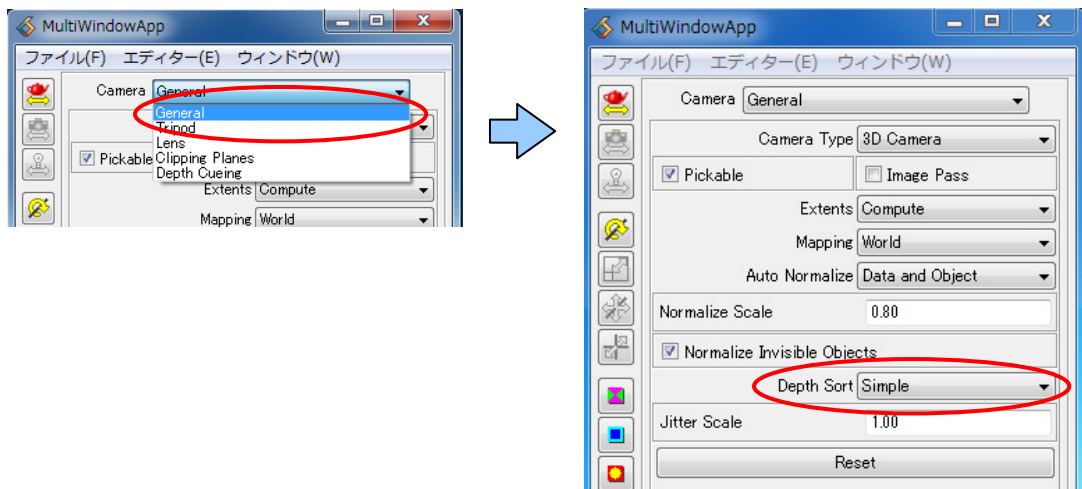 MultiWindowApp
ファイル(F) エディター(E) ウィンドウ(W)
Camera General
General
Tripod
Lens
Clipping Planes
Depth Cueing
Pickable
Extents Compute
Mapping World
MultiWindowApp
ファイル(F) エディター(E) ウィンドウ(W)
Camera General
Camera Type 3D Camera
Pickable Image Pass
Extents Compute
Mapping World
Auto Normalize Data and Object
Normalize Scale 0.80
Normalize Invisible Objects
Depth Sort Simple
Jitter Scale 1.00
Reset